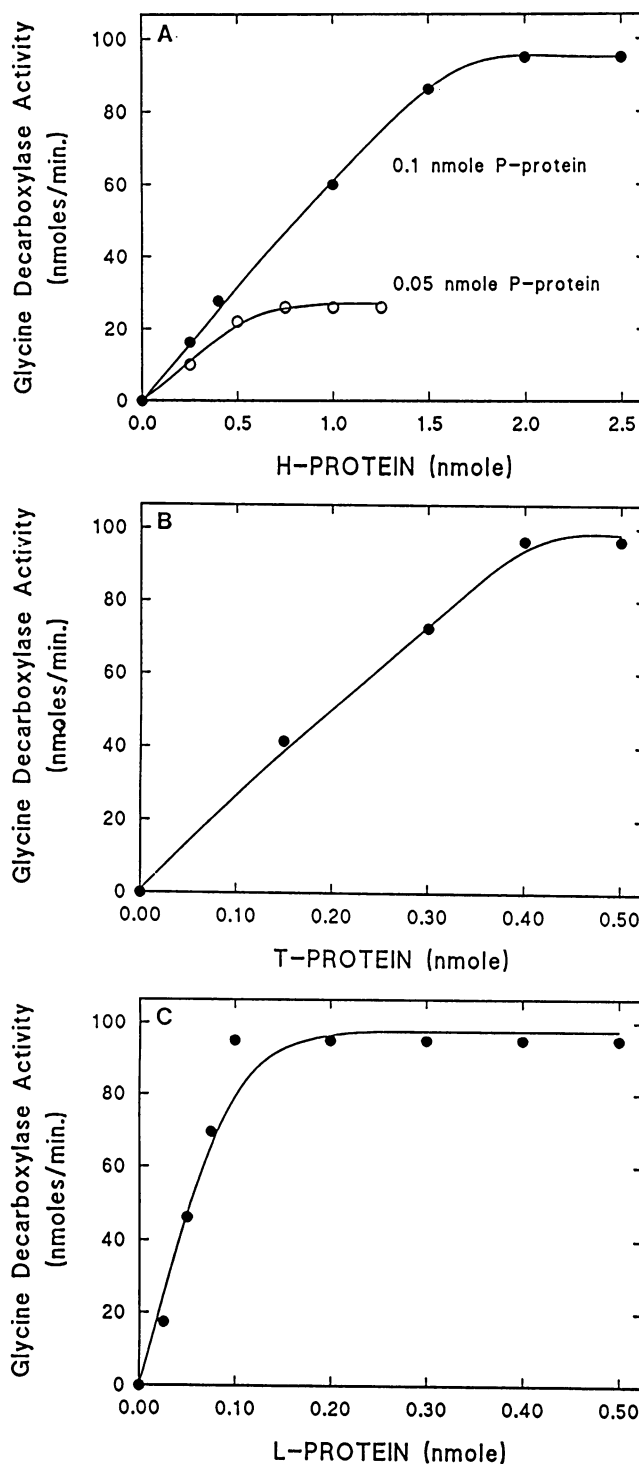 A
Glycine Decarboxylase Activity
(nmoles/min.)
100
80
60
40
20
0
0.1 nmole P-protein
0.05 nmole P-protein
0.0 0.5 1.0 1.5 2.0 2.5
H-PROTEIN (nmole)
B
Glycine Decarboxylase Activity
(nmoles/min.)
100
80
60
40
20
0
0.00 0.10 0.20 0.30 0.40 0.50
T-PROTEIN (nmole)
C
Glycine Decarboxylase Activity
(nmoles/min.)
100
80
60
40
20
0
0.00 0.10 0.20 0.30 0.40 0.50
L-PROTEIN (nmole)